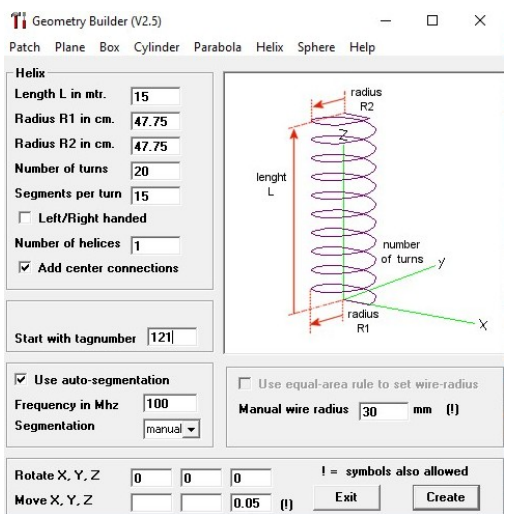 Geometry Builder (V2.5)
Patch Plane Box Cylinder Parabola Helix Sphere Help
Helix
Length L in mtr. 15
Radius R1 in cm. 47.75
Radius R2 in cm. 47.75
Number of turns 20
Segments per turn 15
Left/Right handed
Number of helices 1
Add center connections
radius
R2
Z
lenght
L
number
of turns
y
radius
R1
X
Start with tagnumber 121
Use auto-segmentation
Frequency in Mhz 100
Segmentation manual
Use equal-area rule to set wire-radius
Manual wire radius 30 mm (!)
Rotate X, Y, Z 0 0 0
Move X, Y, Z 0.05 (!)
! = symbols also allowed
Exit Create